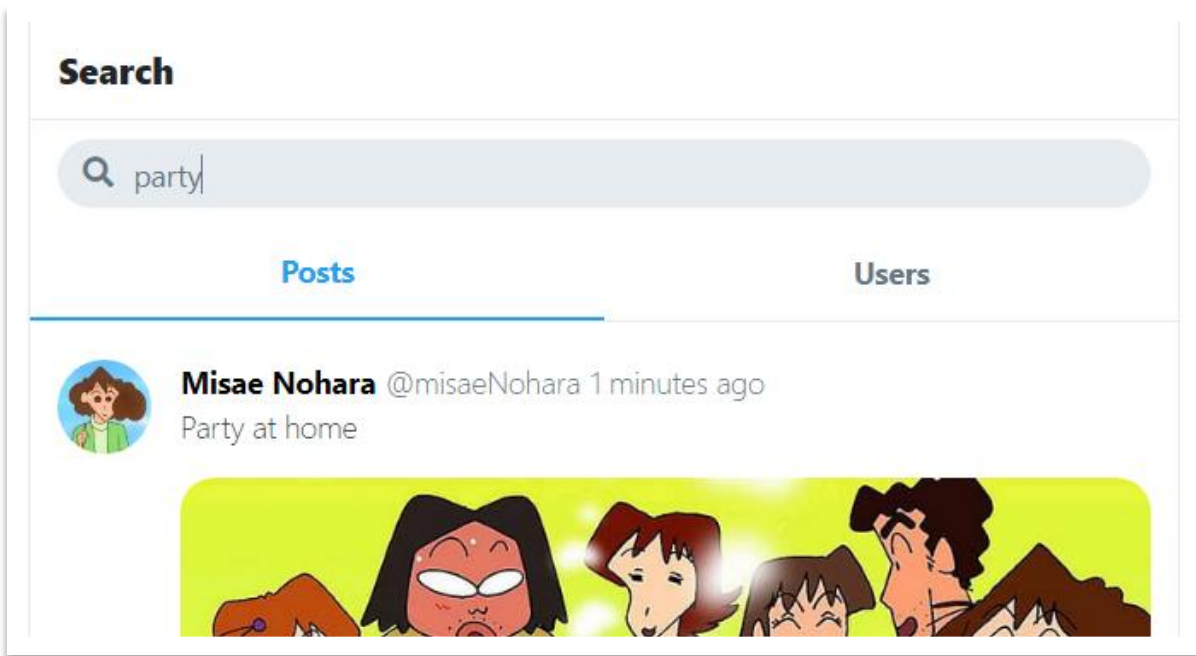 Search
party
Posts Users
Misae Nohara @misaeNohara 1 minutes ago
Party at home